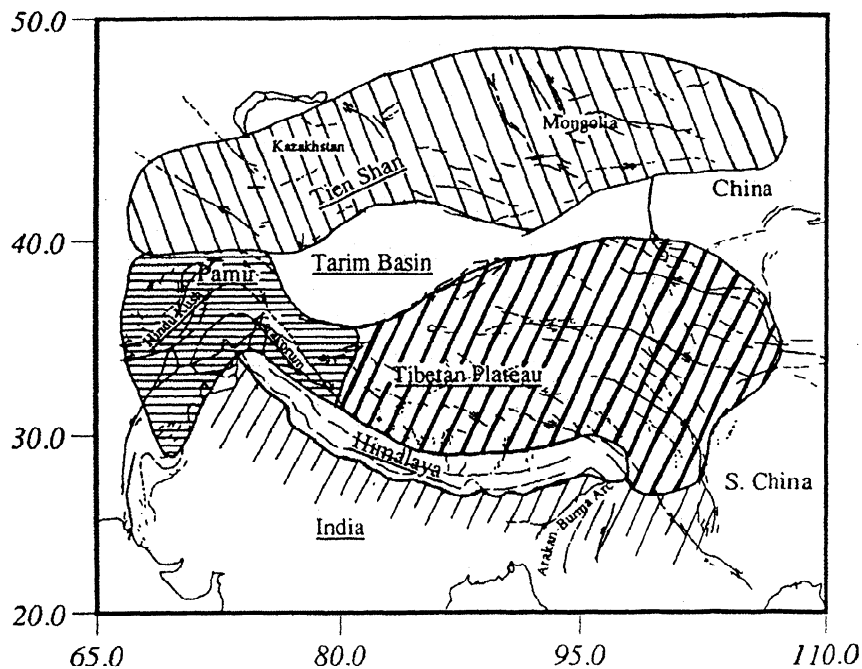 50.0
Mongolia
Kazakhstan
Tien Shan
China
40.0
Pamir
Tarim Basin
Hindu Kush
Karakorum
Tibetan Plateau
30.0
Himalaya
S. China
India
Arakan Burma Arc
20.0
65.0 80.0 95.0 110.0